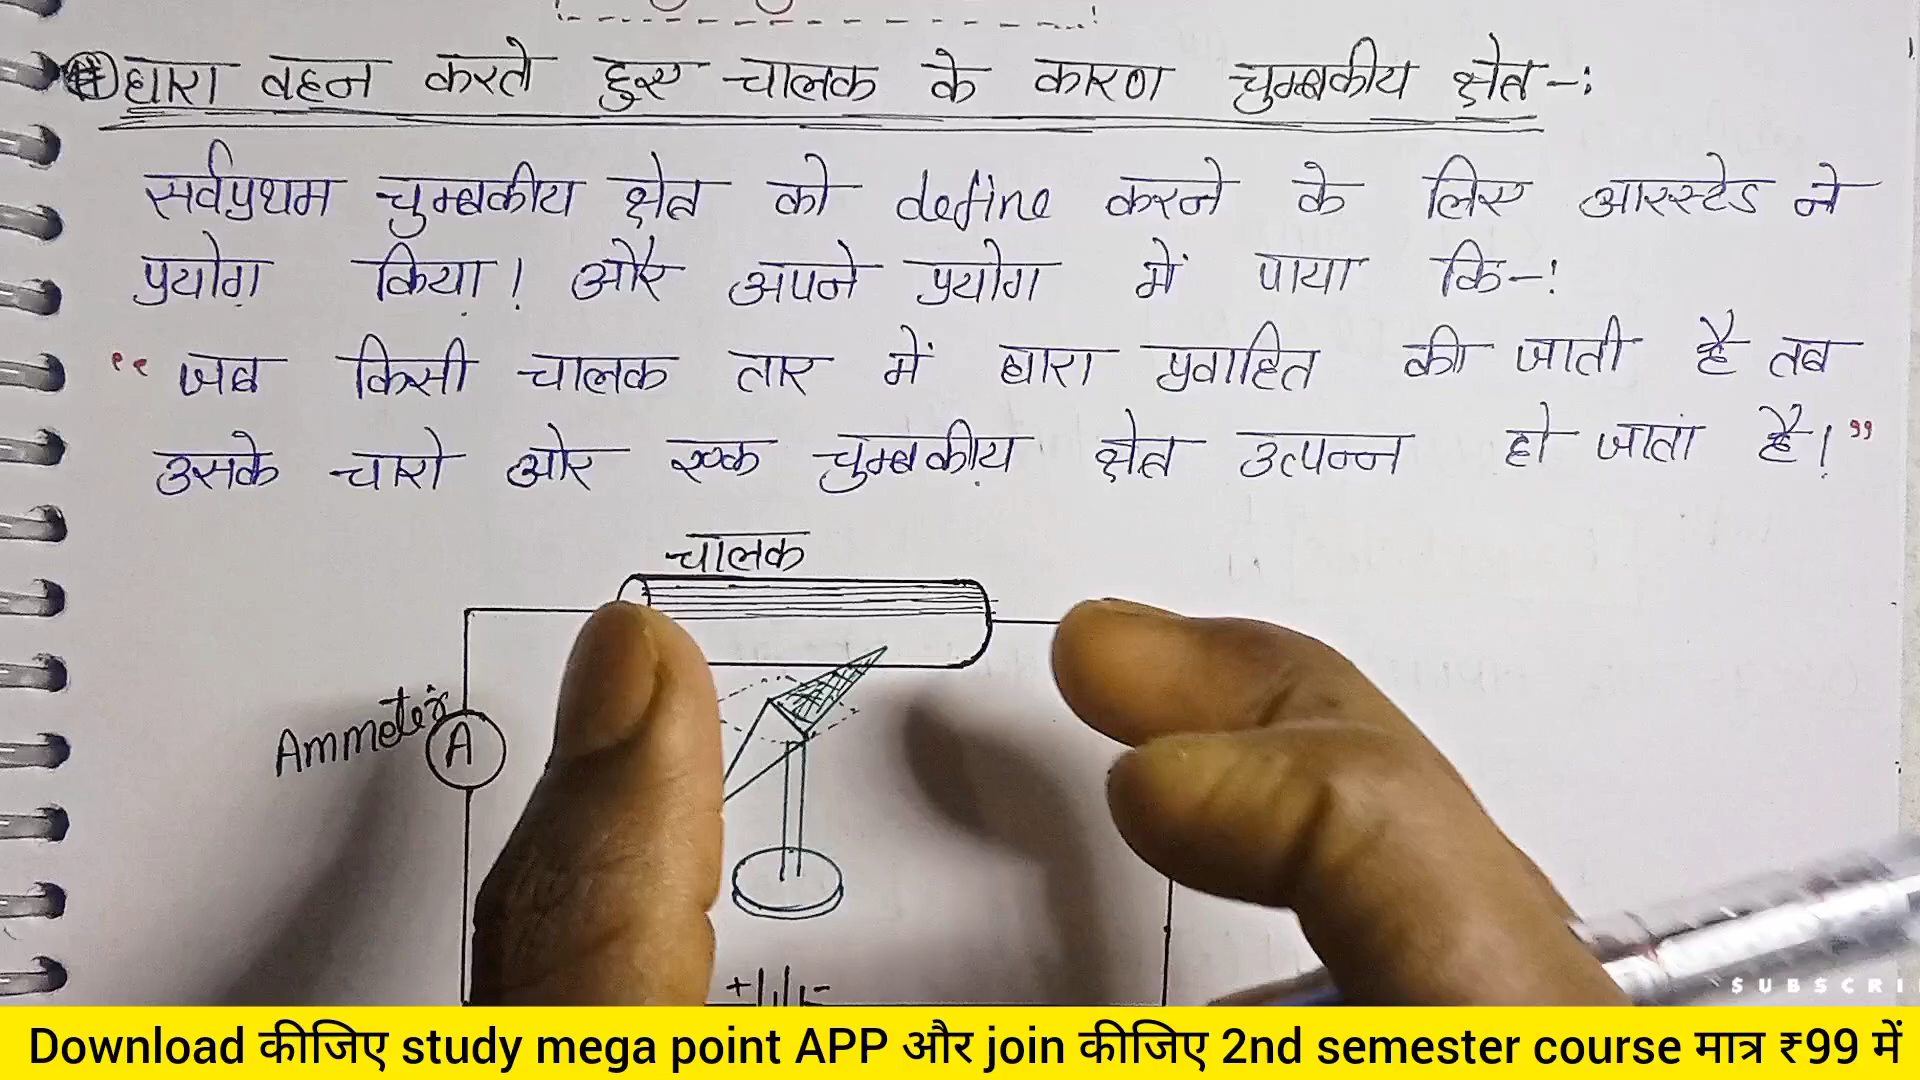 धारा वहन करते हुए चालक के कारण चुम्बकीय क्षेत्र -:
सर्वप्रथम चुम्बकीय क्षेत्र को define करने के लिए आरस्टेड ने
प्रयोग किया! और अपने प्रयोग में पाया कि -:
“ जब किसी चालक तार में धारा प्रवाहित की जाती है तब
उसके चारो ओर एक चुम्बकीय क्षेत्र उत्पन्न हो जाता है! ”
चालक
Ammeter
A
+ -
SUBSCRI
Download कीजिए study mega point APP और join कीजिए 2nd semester course मात्र ₹99 में